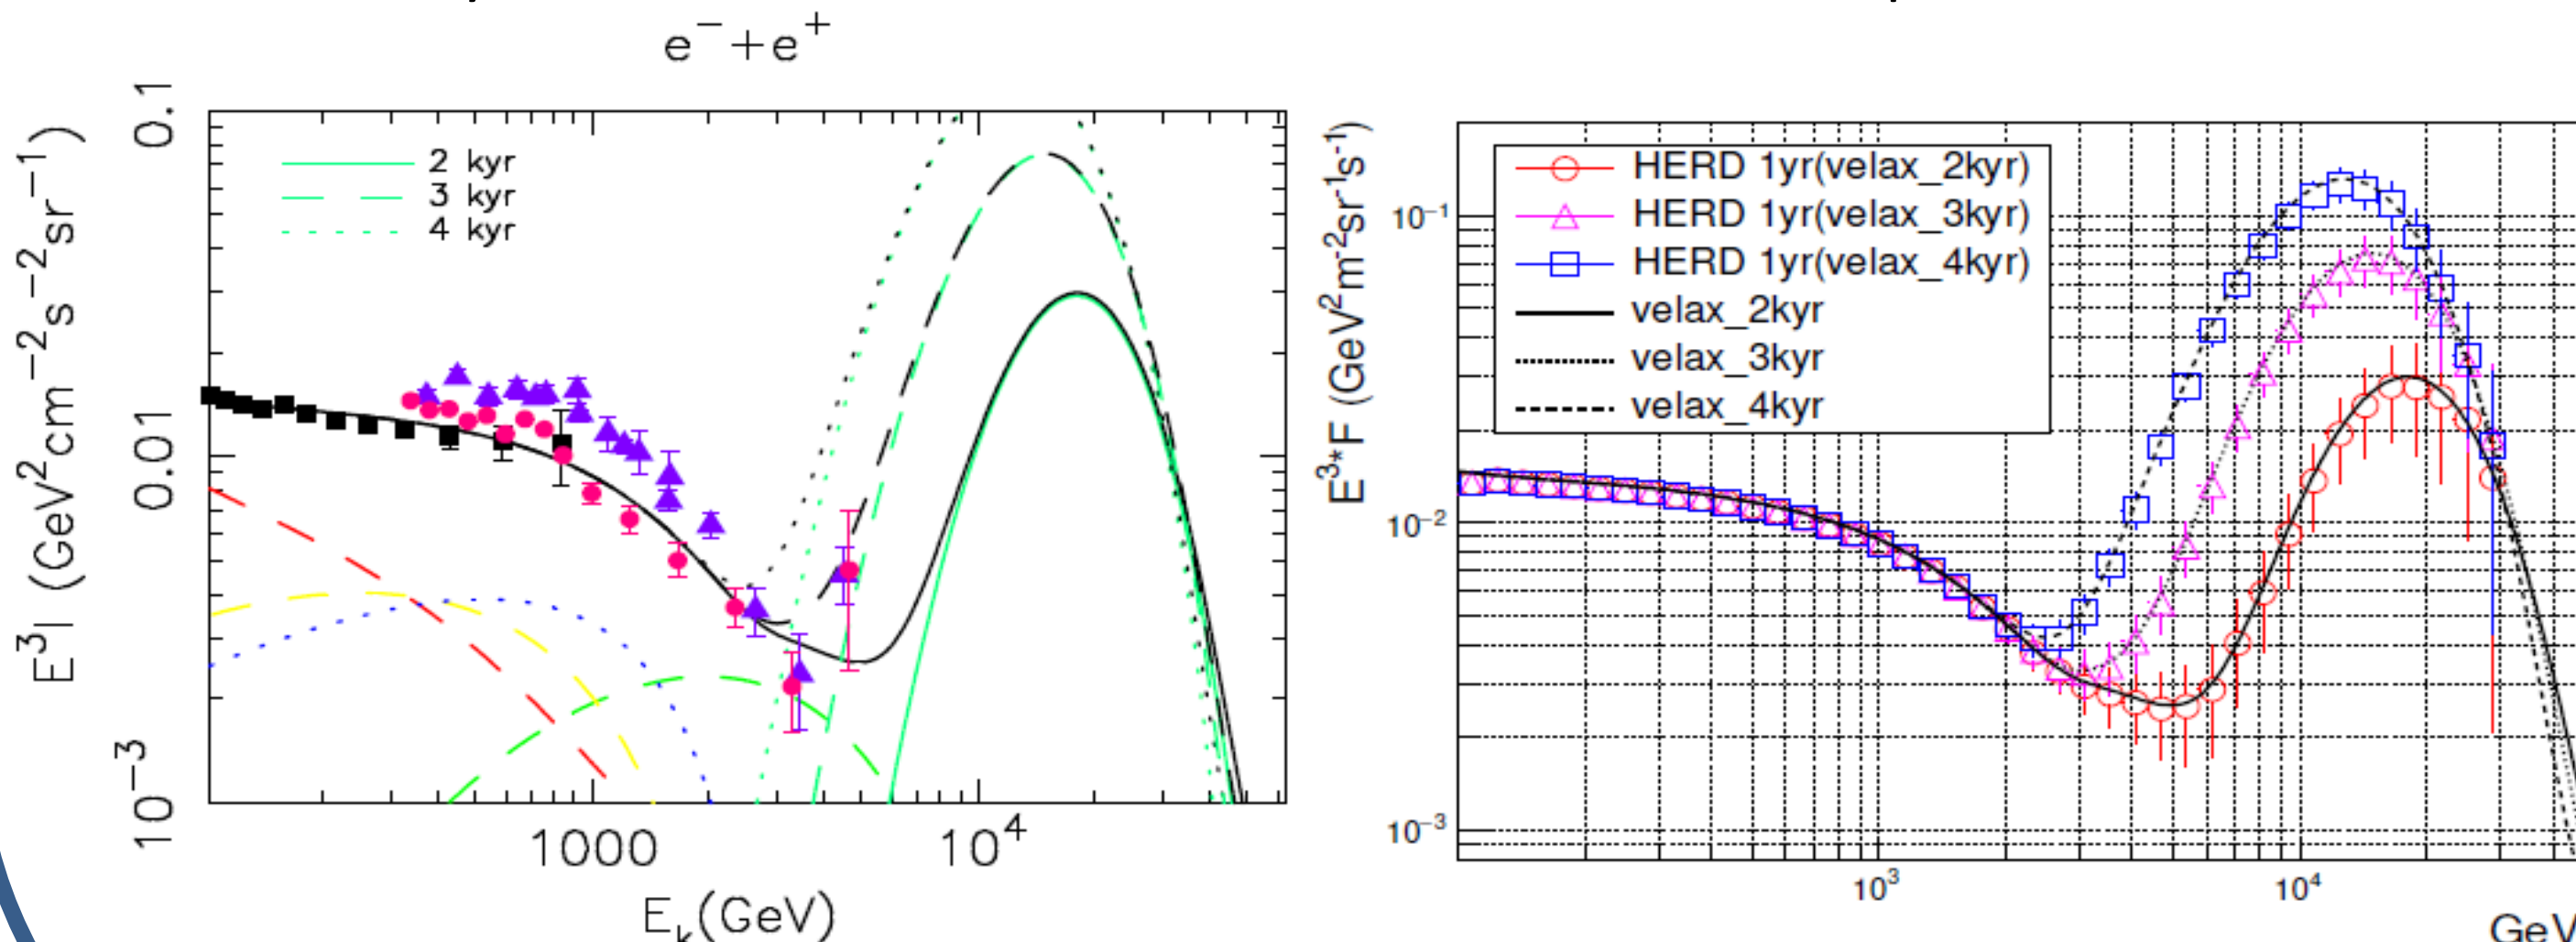 e⁻+e⁺
E³I (GeV²cm⁻²s⁻²sr⁻¹)
0.1
0.01
10⁻³
2 kyr
3 kyr
4 kyr
1000
10⁴
Eₖ(GeV)
E³*F (GeV²m⁻²sr⁻¹s⁻¹)
10⁻¹
10⁻²
10⁻³
HERD 1yr(velax_2kyr)
HERD 1yr(velax_3kyr)
HERD 1yr(velax_4kyr)
velax_2kyr
velax_3kyr
velax_4kyr
10³
10⁴
GeV